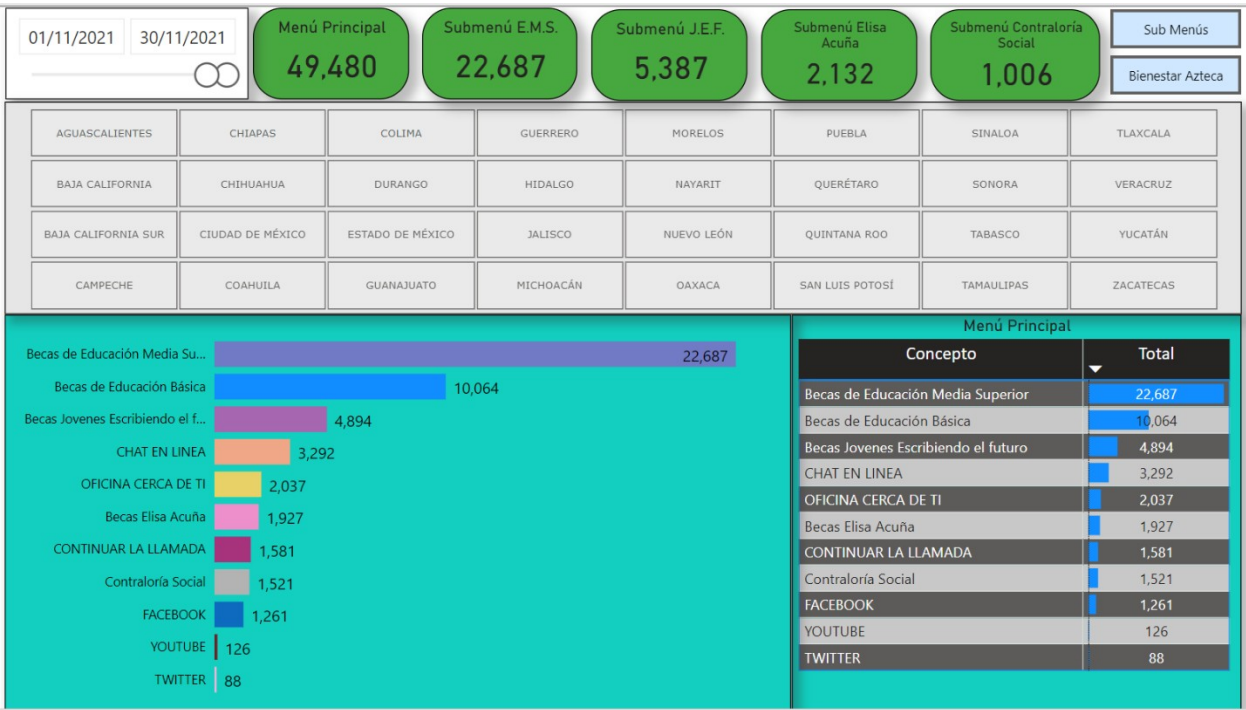 01/11/2021 30/11/2021
Menú Principal
49,480
Submenú E.M.S.
22,687
Submenú J.E.F.
5,387
Submenú Elisa
Acuña
2,132
Submenú Contraloría
Social
1,006
Sub Menús
Bienestar Azteca
AGUASCALIENTES CHIAPAS COLIMA GUERRERO MORELOS PUEBLA SINALOA TLAXCALA
BAJA CALIFORNIA CHIHUAHUA DURANGO HIDALGO NAYARIT QUERÉTARO SONORA VERACRUZ
BAJA CALIFORNIA SUR CIUDAD DE MÉXICO ESTADO DE MÉXICO JALISCO NUEVO LEÓN QUINTANA ROO TABASCO YUCATÁN
CAMPECHE COAHUILA GUANAJUATO MICHOACÁN OAXACA SAN LUIS POTOSÍ TAMAULIPAS ZACATECAS
Becas de Educación Media Su... 22,687
Becas de Educación Básica 10,064
Becas Jovenes Escribiendo el f... 4,894
CHAT EN LINEA 3,292
OFICINA CERCA DE TI 2,037
Becas Elisa Acuña 1,927
CONTINUAR LA LLAMADA 1,581
Contraloría Social 1,521
FACEBOOK 1,261
YOUTUBE 126
TWITTER 88
Menú Principal
Concepto Total
Becas de Educación Media Superior 22,687
Becas de Educación Básica 10,064
Becas Jovenes Escribiendo el futuro 4,894
CHAT EN LINEA 3,292
OFICINA CERCA DE TI 2,037
Becas Elisa Acuña 1,927
CONTINUAR LA LLAMADA 1,581
Contraloría Social 1,521
FACEBOOK 1,261
YOUTUBE 126
TWITTER 88